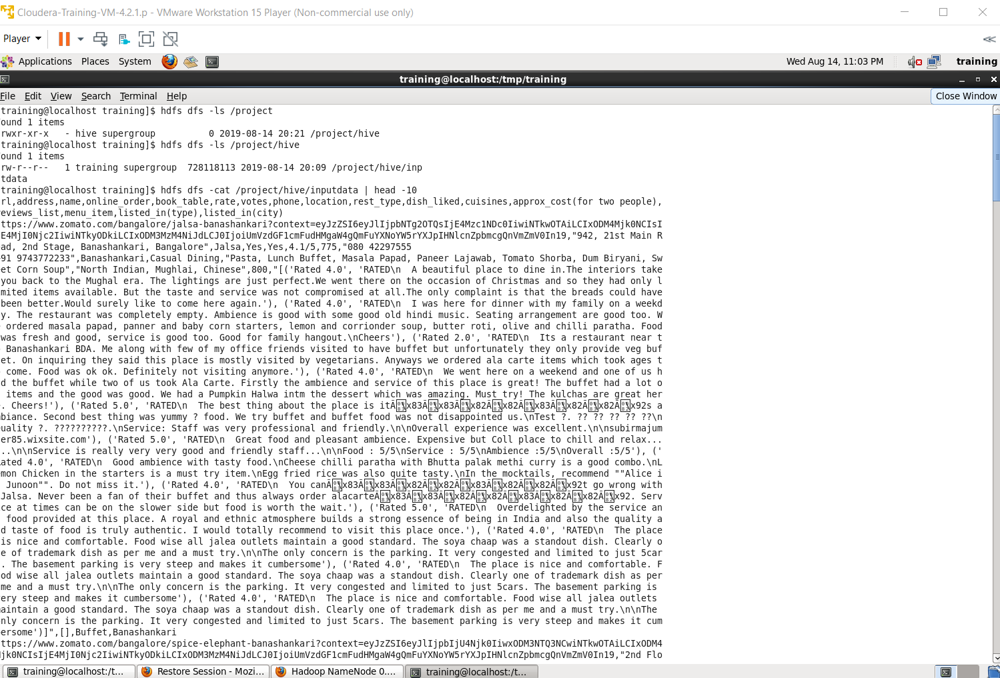 Cloudera-Training-VM-4.2.1.p - VMware Workstation 15 Player (Non-commercial use only)
Player
Applications Places System Wed Aug 14, 11:03 PM training
training@localhost:/tmp/training
File Edit View Search Terminal Help Close Window
training@localhost training]$ hdfs dfs -ls /project
ound 1 items
rwxr-xr-x   - hive supergroup          0 2019-08-14 20:21 /project/hive
training@localhost training]$ hdfs dfs -ls /project/hive
ound 1 items
rw-r--r--   1 training supergroup  728118113 2019-08-14 20:09 /project/hive/inp
tdata
training@localhost training]$ hdfs dfs -cat /project/hive/inputdata | head -10
rl,address,name,online_order,book_table,rate,votes,phone,location,rest_type,dish_liked,cuisines,approx_cost(for two people),
eviews_list,menu_item,listed_in(type),listed_in(city)
ttps://www.zomato.com/bangalore/jalsa-banashankari?context=eyJzZSI6eyJlIjpbNTg2OTQsIjE4Mzc1NDc0IiwiNTkwOTAiLCIxODM4Mjk0NCIsI
E4MjI0Njc2IiwiNTkyODkiLCIxODM3MzM4NiJdLCJ0IjoiUmVzdGF1cmFudHMgaW4gQmFuYXNoYW5rYXJpIHNlcnZpbmcgQnVmZmV0In19,"942, 21st Main R
ad, 2nd Stage, Banashankari, Bangalore",Jalsa,Yes,Yes,4.1/5,775,"080 42297555
91 9743772233",Banashankari,Casual Dining,"Pasta, Lunch Buffet, Masala Papad, Paneer Lajawab, Tomato Shorba, Dum Biryani, Sw
et Corn Soup","North Indian, Mughlai, Chinese",800,"[('Rated 4.0', 'RATED\n  A beautiful place to dine in.The interiors take
you back to the Mughal era. The lightings are just perfect.We went there on the occasion of Christmas and so they had only l
mited items available. But the taste and service was not compromised at all.The only complaint is that the breads could have
been better.Would surely like to come here again.'), ('Rated 4.0', 'RATED\n  I was here for dinner with my family on a weekd
y. The restaurant was completely empty. Ambience is good with some good old hindi music. Seating arrangement are good too. W
ordered masala papad, panner and baby corn starters, lemon and corrionder soup, butter roti, olive and chilli paratha. Food
was fresh and good, service is good too. Good for family hangout.\nCheers'), ('Rated 2.0', 'RATED\n  Its a restaurant near t
Banashankari BDA. Me along with few of my office friends visited to have buffet but unfortunately they only provide veg buf
et. On inquiring they said this place is mostly visited by vegetarians. Anyways we ordered ala carte items which took ages t
come. Food was ok ok. Definitely not visiting anymore.'), ('Rated 4.0', 'RATED\n  We went here on a weekend and one of us h
d the buffet while two of us took Ala Carte. Firstly the ambience and service of this place is great! The buffet had a lot o
items and the good was good. We had a Pumpkin Halwa intm the dessert which was amazing. Must try! The kulchas are great her
. Cheers!'), ('Rated 5.0', 'RATED\n  The best thing about the place is itÃx83Ãx83Ãx82Ãx82Ãx83Ãx82Ãx82Ãx92s a
biance. Second best thing was yummy ? food. We try buffet and buffet food was not disappointed us.\nTest ?. ?? ?? ?? ?? ??\n
uality ?. ??????????.\nService: Staff was very professional and friendly.\n\nOverall experience was excellent.\n\nsubirmajum
er85.wixsite.com'), ('Rated 5.0', 'RATED\n  Great food and pleasant ambience. Expensive but Coll place to chill and relax...
..\n\nService is really very very good and friendly staff...\n\nFood : 5/5\nService : 5/5\nAmbience :5/5\nOverall :5/5'), ('
ated 4.0', 'RATED\n  Good ambience with tasty food.\nCheese chilli paratha with Bhutta palak methi curry is a good combo.\nL
mon Chicken in the starters is a must try item.\nEgg fried rice was also quite tasty.\nIn the mocktails, recommend ""Alice i
Junoon"". Do not miss it.'), ('Rated 4.0', 'RATED\n  You canÃx83Ãx83Ãx82Ãx82Ãx83Ãx82Ãx82Ãx92t go wrong with
Jalsa. Never been a fan of their buffet and thus always order alacarteÃx83Ãx83Ãx82Ãx82Ãx83Ãx82Ãx82Ãx92. Serv
ce at times can be on the slower side but food is worth the wait.'), ('Rated 5.0', 'RATED\n  Overdelighted by the service an
food provided at this place. A royal and ethnic atmosphere builds a strong essence of being in India and also the quality a
d taste of food is truly authentic. I would totally recommend to visit this place once.'), ('Rated 4.0', 'RATED\n  The place
is nice and comfortable. Food wise all jalea outlets maintain a good standard. The soya chaap was a standout dish. Clearly o
e of trademark dish as per me and a must try.\n\nThe only concern is the parking. It very congested and limited to just 5car
. The basement parking is very steep and makes it cumbersome'), ('Rated 4.0', 'RATED\n  The place is nice and comfortable. F
od wise all jalea outlets maintain a good standard. The soya chaap was a standout dish. Clearly one of trademark dish as per
me and a must try.\n\nThe only concern is the parking. It very congested and limited to just 5cars. The basement parking is
ery steep and makes it cumbersome'), ('Rated 4.0', 'RATED\n  The place is nice and comfortable. Food wise all jalea outlets
aintain a good standard. The soya chaap was a standout dish. Clearly one of trademark dish as per me and a must try.\n\nThe
nly concern is the parking. It very congested and limited to just 5cars. The basement parking is very steep and makes it cum
ersome')]",[],Buffet,Banashankari
ttps://www.zomato.com/bangalore/spice-elephant-banashankari?context=eyJzZSI6eyJlIjpbIjU4Njk0IiwxODM3NTQ3NCwiNTkwOTAiLCIxODM4
jk0NCIsIjE4MjI0Njc2IiwiNTkyODkiLCIxODM3MzM4NiJdLCJ0IjoiUmVzdGF1cmFudHMgaW4gQmFuYXNoYW5rYXJpIHNlcnZpbmcgQnVmZmV0In19,"2nd Flo
training@localhost:/t... Restore Session - Mozi... Hadoop NameNode 0.... training@localhost:/t...